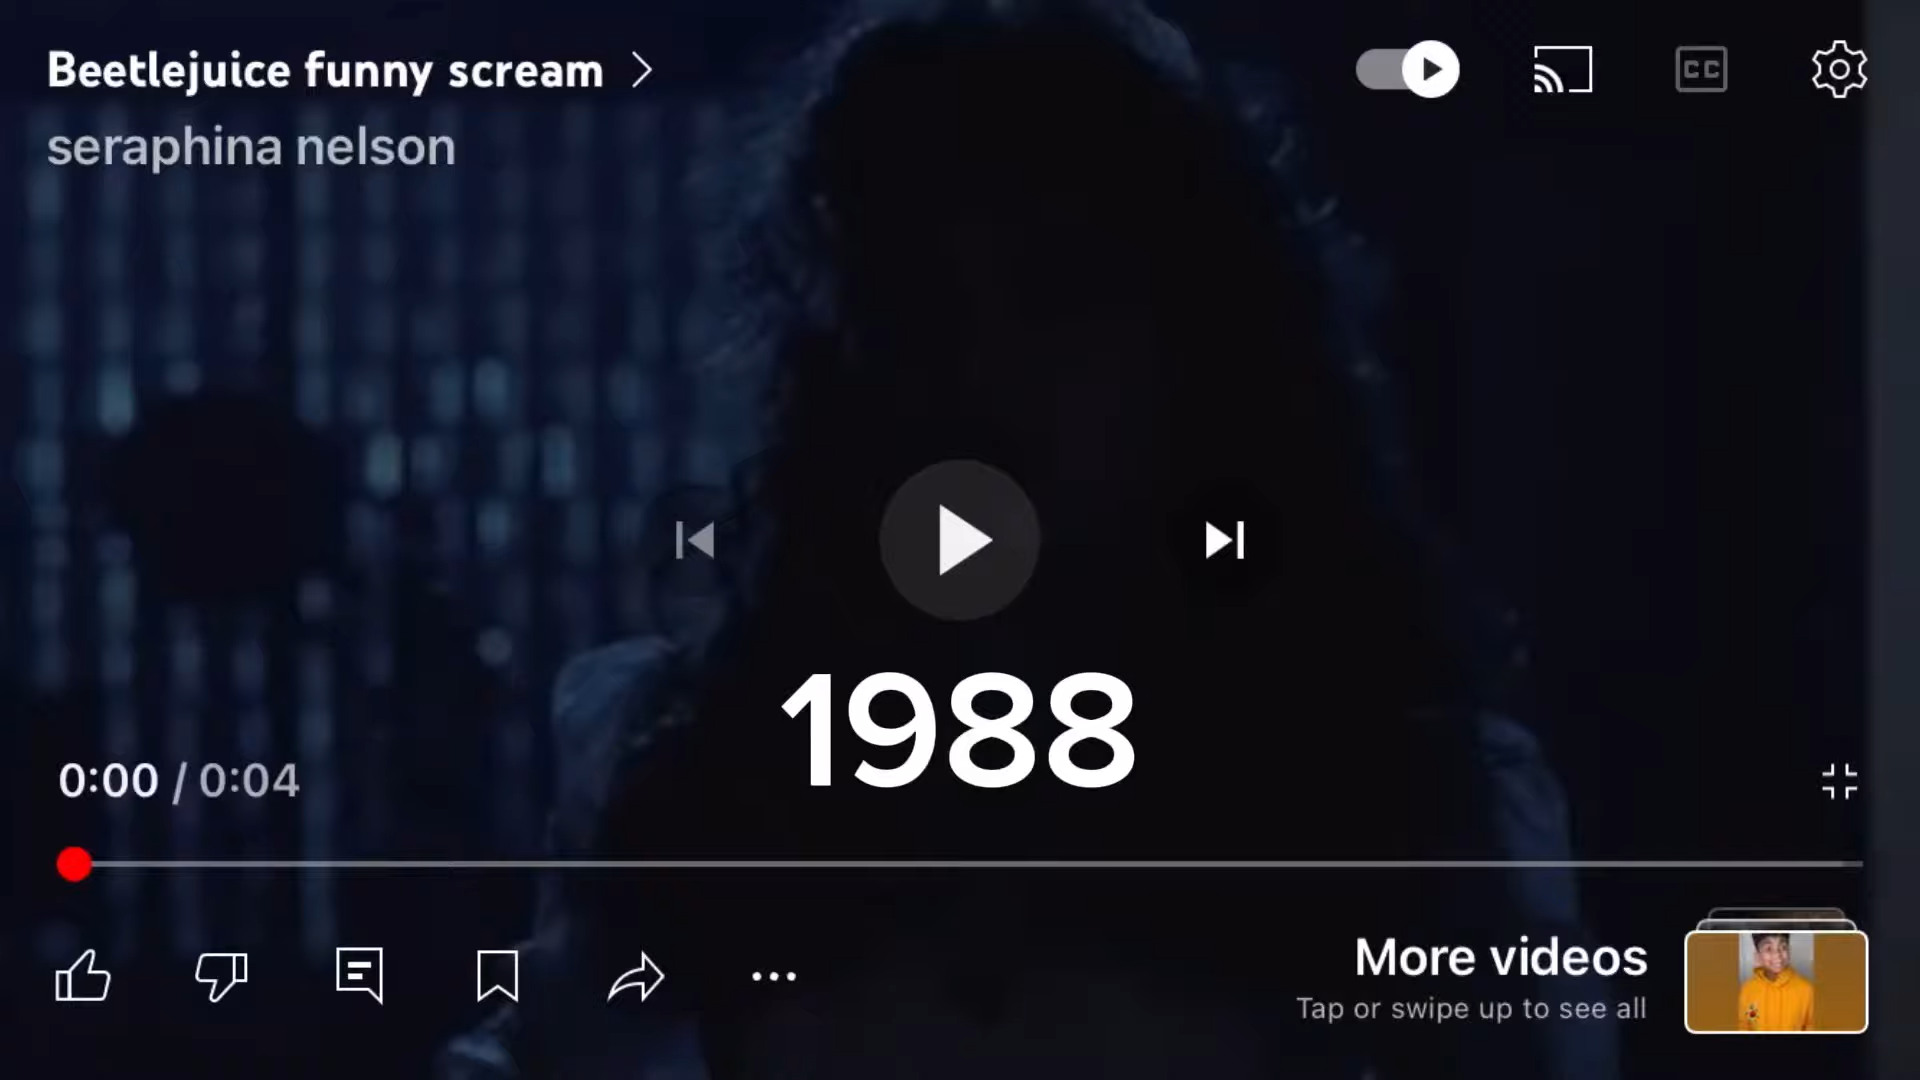 Beetlejuice funny scream
seraphina nelson
CC
1988
0:00 / 0:04
More videos
Tap or swipe up to see all